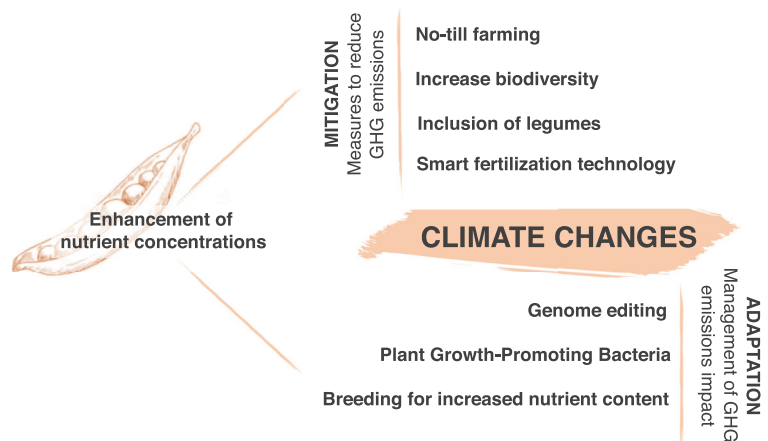 MITIGATION
Measures to reduce
GHG emissions
No-till farming
Increase biodiversity
Inclusion of legumes
Smart fertilization technology
Enhancement of
nutrient concentrations
CLIMATE CHANGES
Genome editing
Plant Growth-Promoting Bacteria
Breeding for increased nutrient content
ADAPTATION
Management of GHG
emissions impact